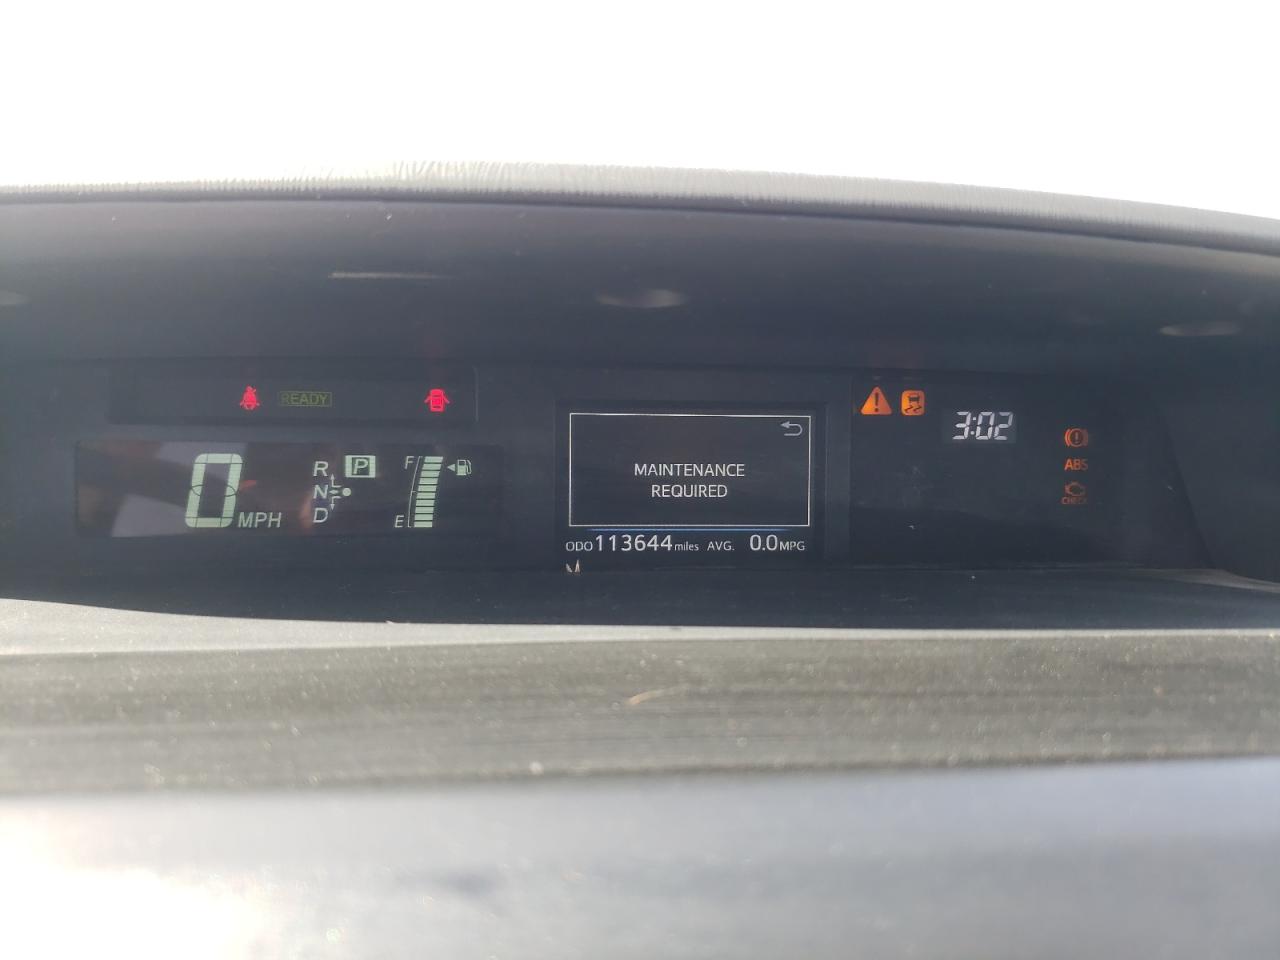 READY
3:02
ABS
CHECK
0 MPH
R P
N
D
F
E
MAINTENANCE
REQUIRED
ODO 113644 miles AVG. 0.0 MPG